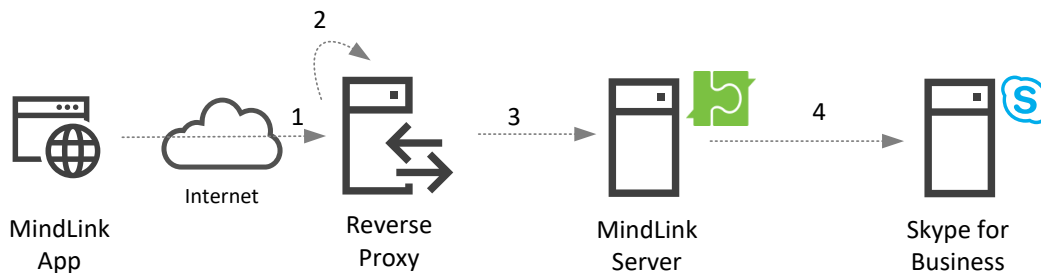 2
1
3
4
S
Internet
MindLink
App
Reverse
Proxy
MindLink
Server
Skype for
Business